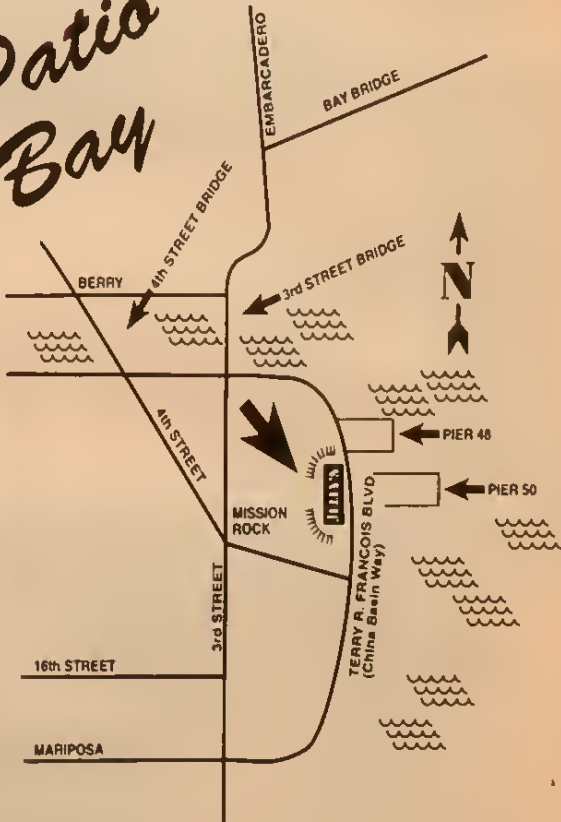 Patio
Bay
EMBARCADERO
BAY BRIDGE
4th STREET BRIDGE
3rd STREET BRIDGE
BERRY
N
4th STREET
PIER 48
PIER 50
MISSION
ROCK
TERRY R. FRANCOIS BLVD
(China Basin Way)
3rd STREET
16th STREET
MARIPOSA